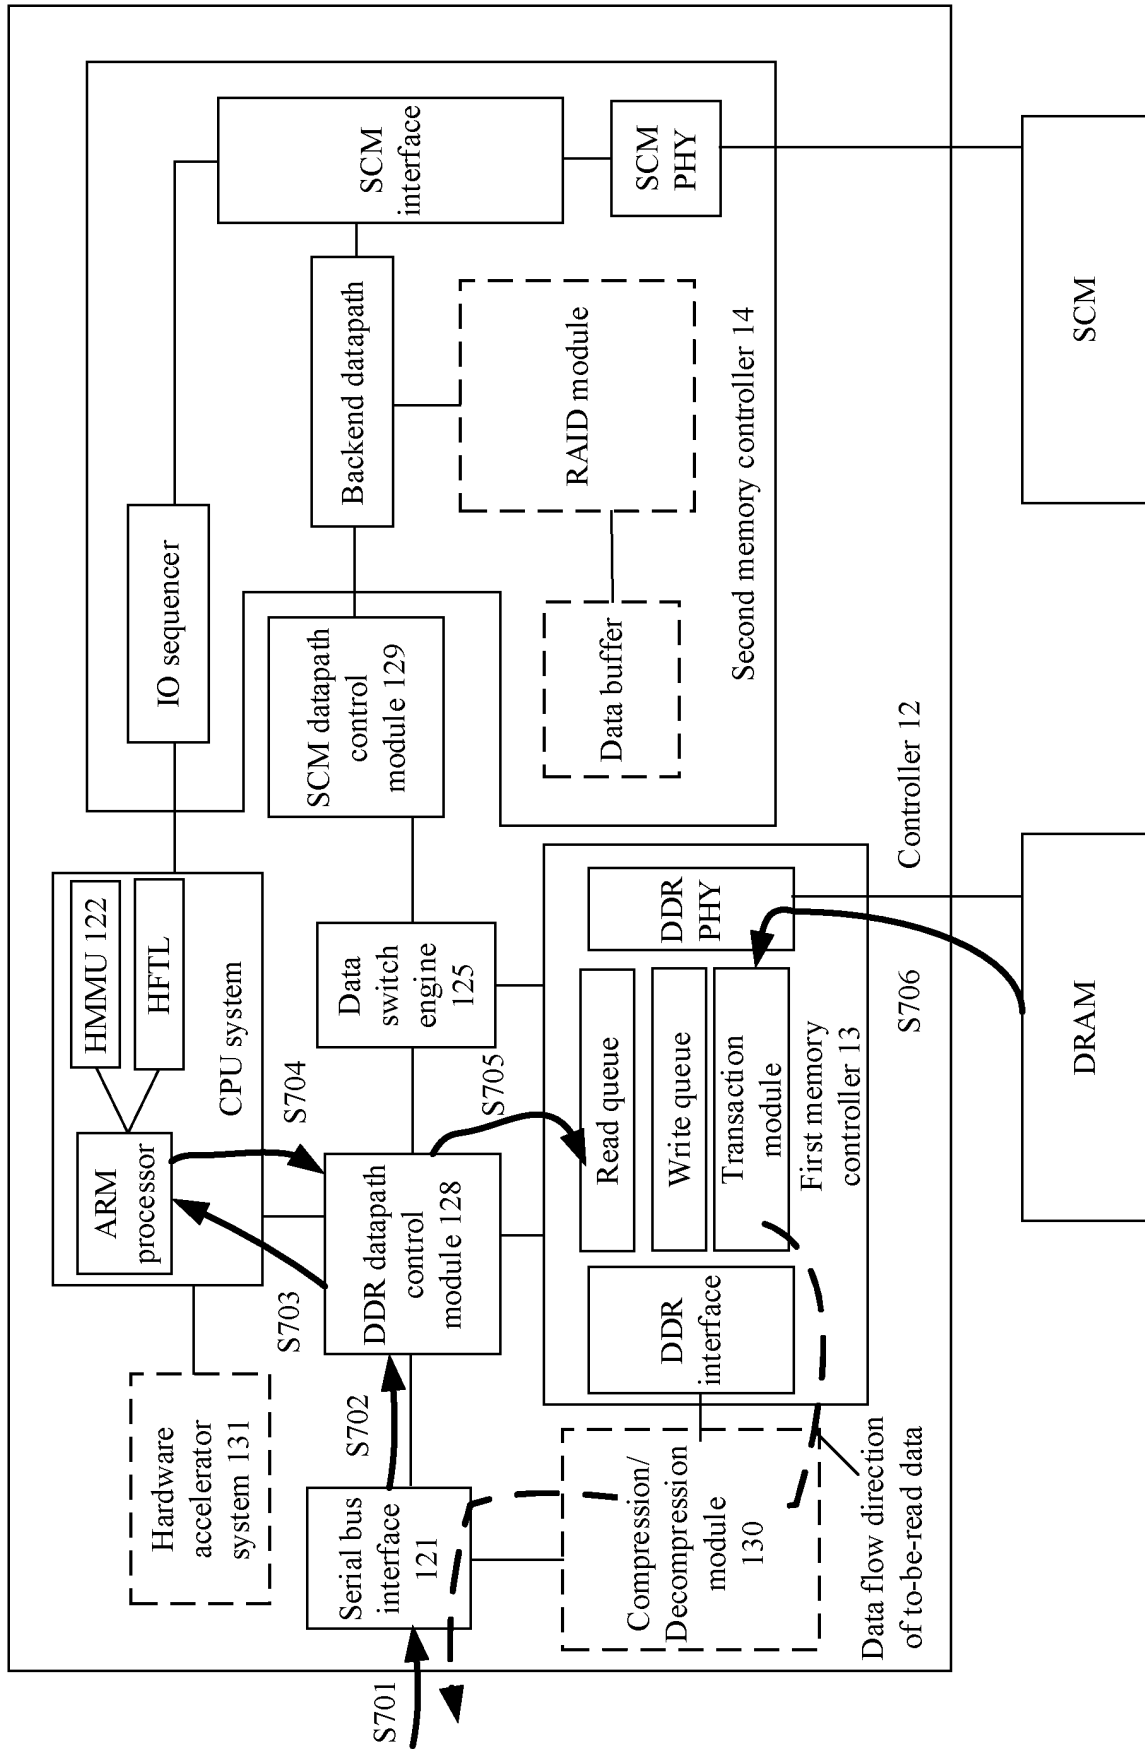 Hardware
accelerator
system 131
ARM
processor
HMMU 122
HFTL
CPU system
IO sequencer
SCM
interface
SCM
PHY
Backend datapath
RAID module
Data buffer
Second memory controller 14
SCM datapath
control
module 129
Data
switch
engine 125
S703
S704
DDR datapath
control
module 128
S705
S702
Serial bus
interface
121
S701
Compression/
Decompression
module
130
DDR
interface
Read queue
Write queue
Transaction
module
DDR
PHY
First memory
controller 13
Data flow direction
of to-be-read data
S706
Controller 12
DRAM
SCM